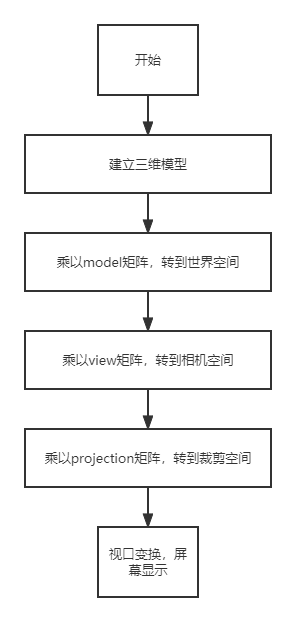 开始
建立三维模型
乘以model矩阵，转到世界空间
乘以view矩阵，转到相机空间
乘以projection矩阵，转到裁剪空间
视口变换，屏
幕显示